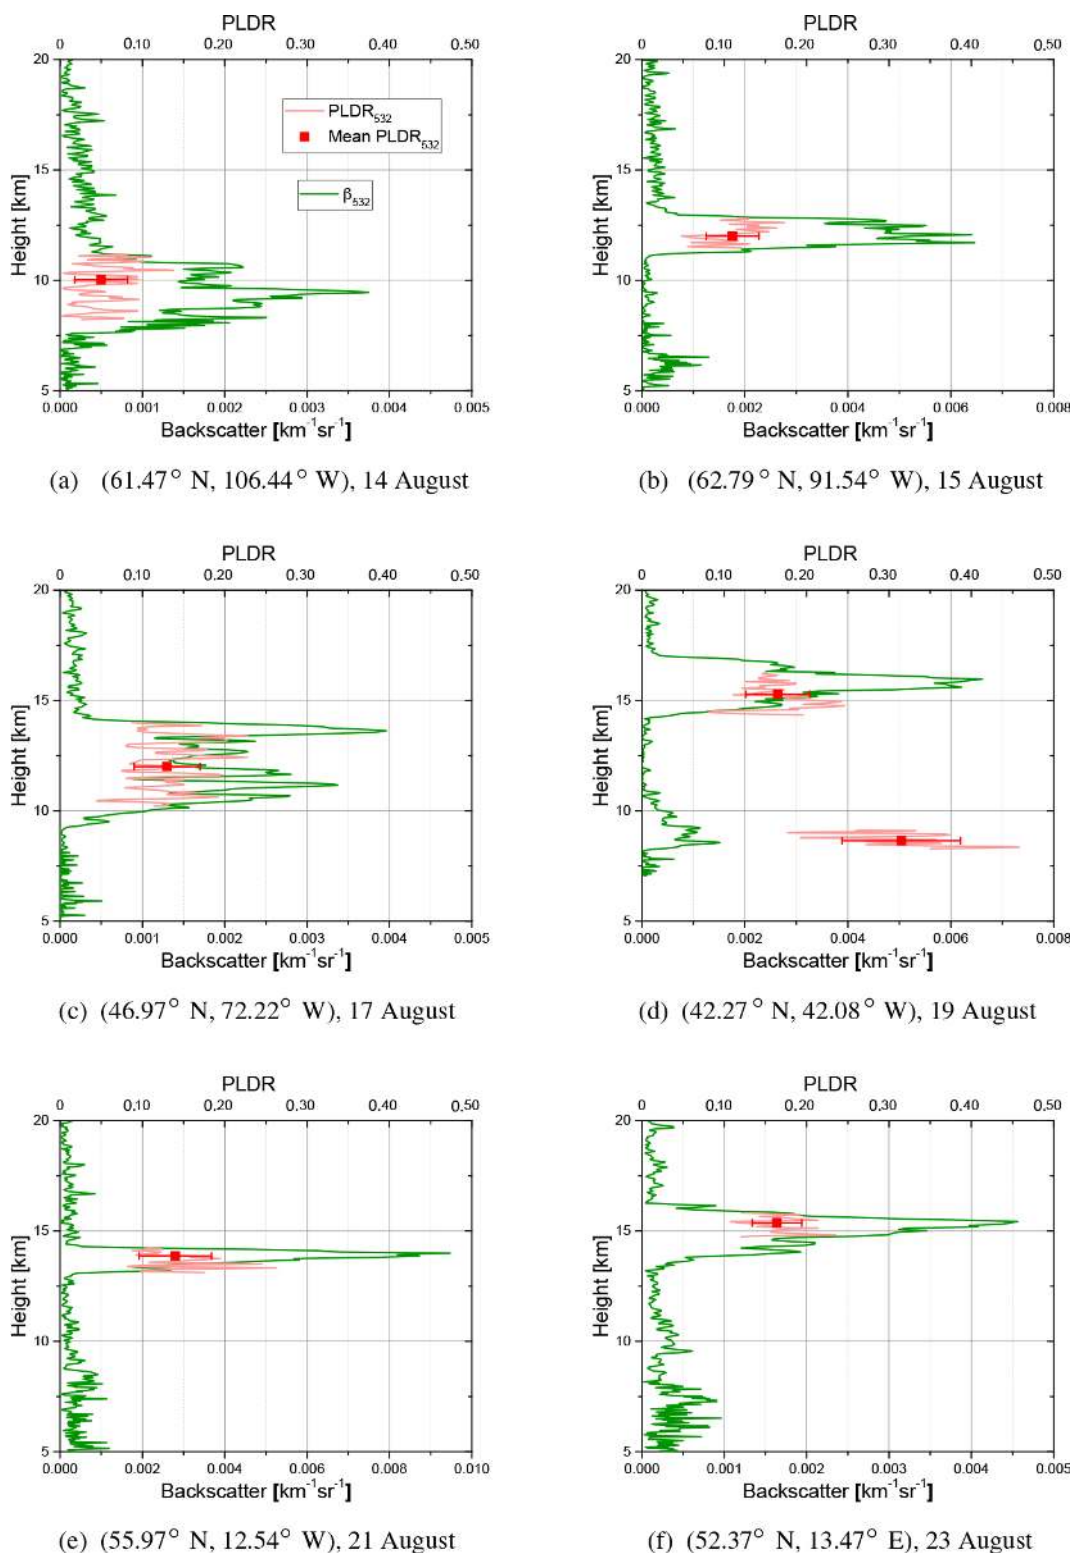 PLDR
0 0.10 0.20 0.30 0.40 0.50
20
15
10
5
Height [km]
PLDR532
Mean PLDR532
β532
0.000 0.001 0.002 0.003 0.004 0.005
Backscatter [km-1sr-1]
(a) (61.47° N, 106.44° W), 14 August
PLDR
0 0.10 0.20 0.30 0.40 0.50
20
15
10
5
Height [km]
0.000 0.002 0.004 0.006 0.008
Backscatter [km-1sr-1]
(b) (62.79° N, 91.54° W), 15 August
PLDR
0 0.10 0.20 0.30 0.40 0.50
20
15
10
5
Height [km]
0.000 0.001 0.002 0.003 0.004 0.005
Backscatter [km-1sr-1]
(c) (46.97° N, 72.22° W), 17 August
PLDR
0 0.10 0.20 0.30 0.40 0.50
20
15
10
5
Height [km]
0.000 0.002 0.004 0.006 0.008
Backscatter [km-1sr-1]
(d) (42.27° N, 42.08° W), 19 August
PLDR
0 0.10 0.20 0.30 0.40 0.50
20
15
10
5
Height [km]
0.000 0.002 0.004 0.006 0.008 0.010
Backscatter [km-1sr-1]
(e) (55.97° N, 12.54° W), 21 August
PLDR
0 0.10 0.20 0.30 0.40 0.50
20
15
10
5
Height [km]
0.000 0.001 0.002 0.003 0.004 0.005
Backscatter [km-1sr-1]
(f) (52.37° N, 13.47° E), 23 August